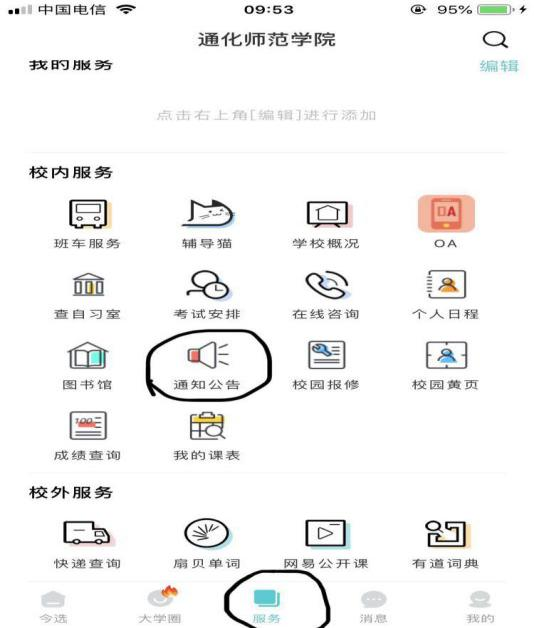 中国电信 09:53 95%
通化师范学院
我的服务 编辑
点击右上角[编辑]进行添加
校内服务
班车服务 辅导猫 学校概况 OA
查自习室 考试安排 在线咨询 个人日程
图书馆 通知公告 校园报修 校园黄页
成绩查询 我的课表
校外服务
快递查询 扇贝单词 网易公开课 有道词典
今选 大学圈 服务 消息 我的